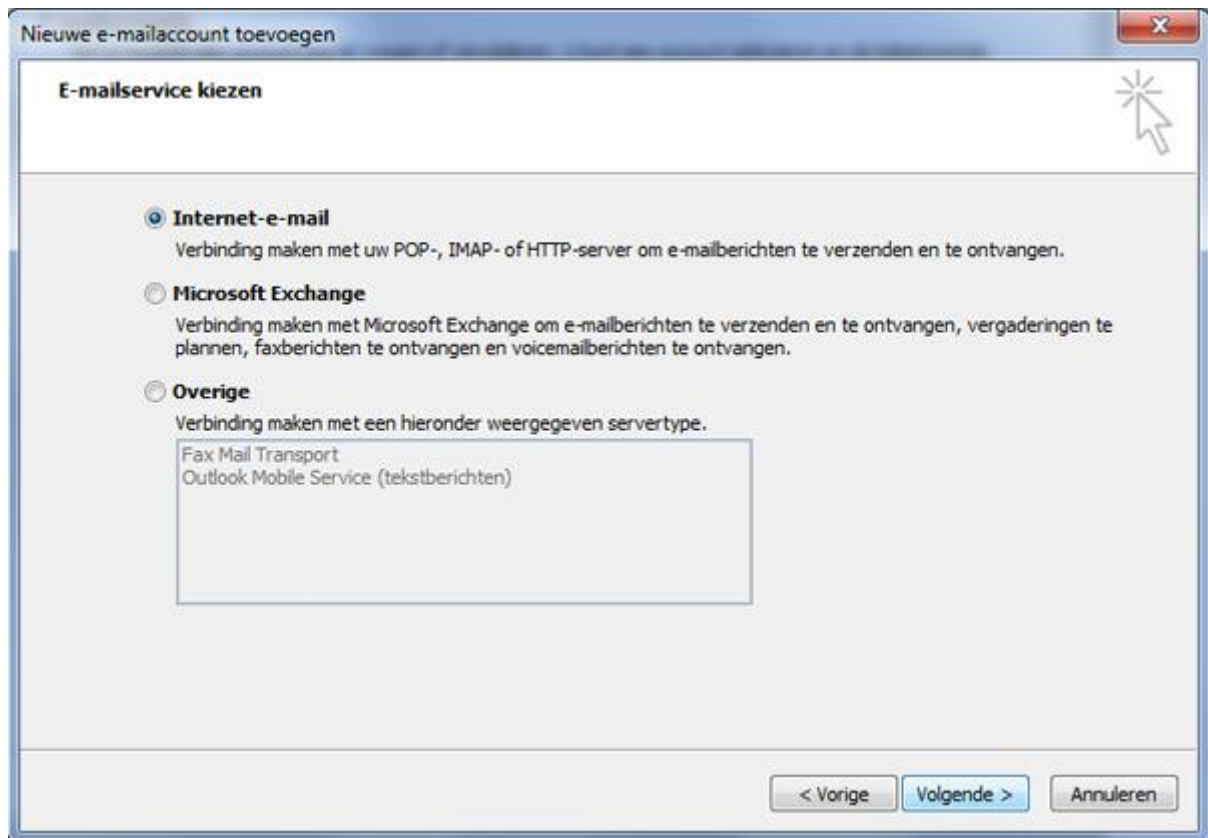 Nieuwe e-mailaccount toevoegen
E-mailservice kiezen
Internet-e-mail
Verbinding maken met uw POP-, IMAP- of HTTP-server om e-mailberichten te verzenden en te ontvangen.
Microsoft Exchange
Verbinding maken met Microsoft Exchange om e-mailberichten te verzenden en te ontvangen, vergaderingen te
plannen, faxberichten te ontvangen en voicemailberichten te ontvangen.
Overige
Verbinding maken met een hieronder weergegeven servertype.
Fax Mail Transport
Outlook Mobile Service (tekstberichten)
< Vorige Volgende > Annuleren